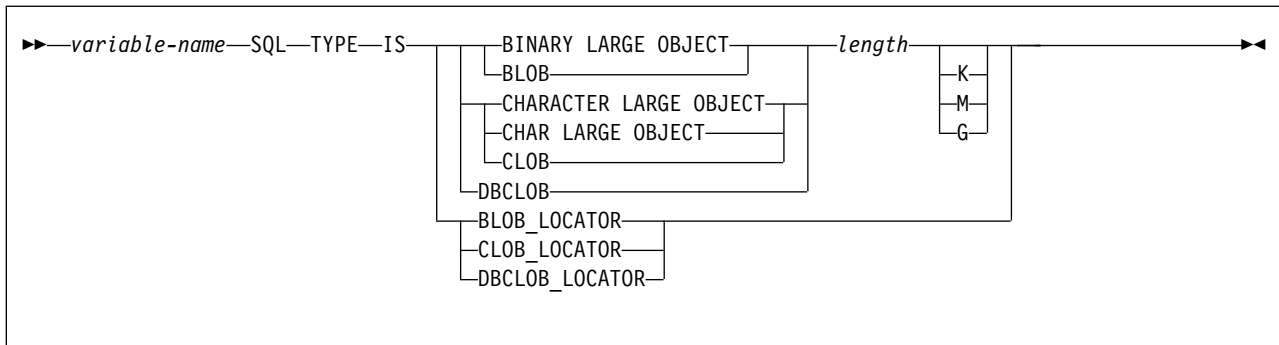 variable-name SQL TYPE IS BINARY LARGE OBJECT length
BLOB K
CHARACTER LARGE OBJECT M
CHAR LARGE OBJECT G
CLOB
DBCLOB
BLOB_LOCATOR
CLOB_LOCATOR
DBCLOB_LOCATOR